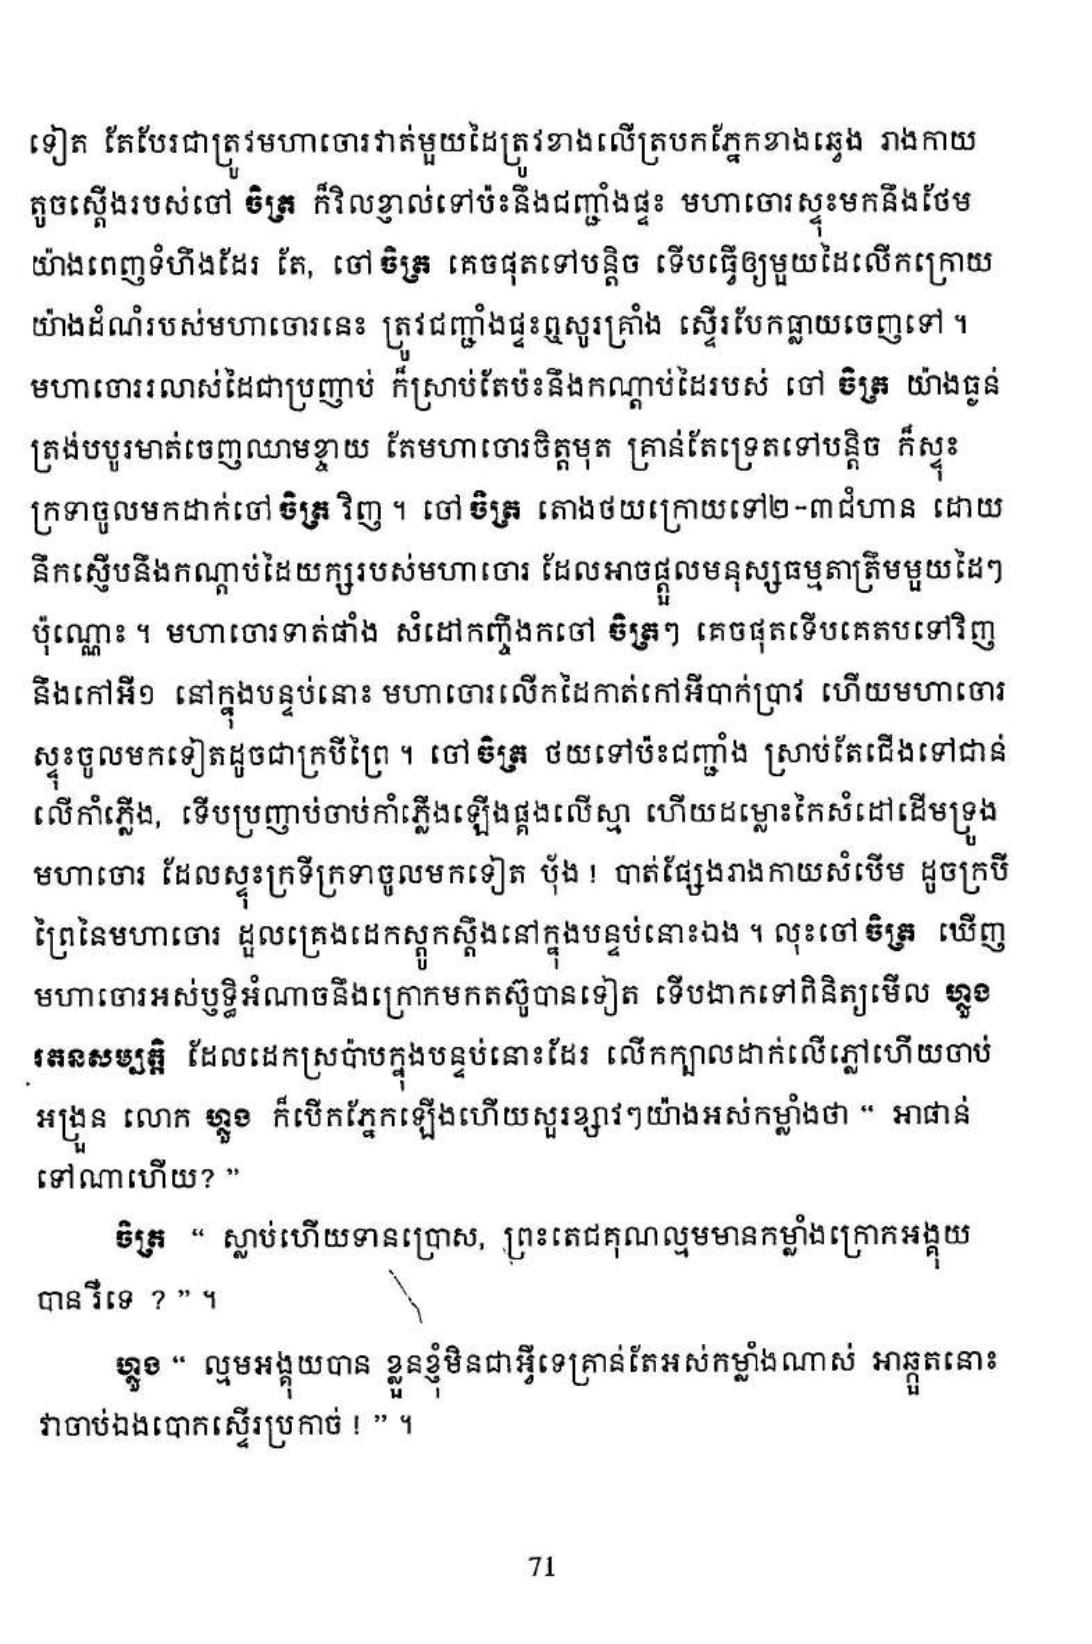 ទៀត តែបែរជាត្រូវមហាចោរវាត់មួយដៃត្រូវខាងលើត្របកភ្នែកខាងឆ្វេង រាងកាយ
តូចស្ដើងរបស់ចៅ ចិត្រ ក៏វិលខ្ញាល់ទៅប៉ះនឹងជញ្ជាំងផ្ទះ មហាចោរស្ទុះមកនឹងថែម
យ៉ាងពេញទំហឹងដែរ តែ, ចៅ ចិត្រ គេចផុតទៅបន្តិច ទើបធ្វើឲ្យមួយដៃលើកក្រោយ
យ៉ាងដំណំរបស់មហាចោរនេះ ត្រូវជញ្ជាំងផ្ទះឮសូរគ្រាំង ស្ទើរបែកធ្លាយចេញទៅ ។
មហាចោររលាស់ដៃជាប្រញាប់ ក៏ស្រាប់តែប៉ះនឹងកណ្ដាប់ដៃរបស់ ចៅ ចិត្រ យ៉ាងធ្ងន់
ត្រង់បបូរមាត់ចេញឈាមខ្ចាយ តែមហាចោរចិត្តមុត គ្រាន់តែទ្រេតទៅបន្តិច ក៏ស្ទុះ
ក្រទាចូលមកដាក់ចៅ ចិត្រ វិញ ។ ចៅ ចិត្រ តោងថយក្រោយទៅ២-៣ជំហាន ដោយ
នឹកស្ញើបនឹងកណ្ដាប់ដៃយក្សរបស់មហាចោរ ដែលអាចផ្ដួលមនុស្សធម្មតាត្រឹមមួយដៃៗ
ប៉ុណ្ណោះ ។ មហាចោរទាត់ផាំង សំដៅកញ្ចឹងកចៅ ចិត្រៗ គេចផុតទើបគេតបទៅវិញ
នឹងកៅអី១ នៅក្នុងបន្ទប់នោះ មហាចោរលើកដៃកាត់កៅអីបាក់ប្រាវ ហើយមហាចោរ
ស្ទុះចូលមកទៀតដូចជាក្របីព្រៃ ។ ចៅ ចិត្រ ថយទៅប៉ះជញ្ជាំង ស្រាប់តែជើងទៅជាន់
លើកាំភ្លើង, ទើបប្រញាប់ចាប់កាំភ្លើងឡើងផ្គងលើស្មា ហើយដម្លោះកៃសំដៅដើមទ្រូង
មហាចោរ ដែលស្ទុះក្រទីក្រទាចូលមកទៀត ប៉ុ័ង ! បាត់ផ្សែងរាងកាយសំបើម ដូចក្របី
ព្រៃនៃមហាចោរ ដួលគ្រេងដេកស្ដូកស្ដឹងនៅក្នុងបន្ទប់នោះឯង ។ លុះចៅ ចិត្រ ឃើញ
មហាចោរអស់ឫទ្ធិអំណាចនឹងក្រោកមកតស៊ូបានទៀត ទើបងាកទៅពិនិត្យមើល ហ្លួង
រតនសម្បត្តិ ដែលដេកស្រប៉ាបក្នុងបន្ទប់នោះដែរ លើកក្បាលដាក់លើភ្លៅហើយចាប់
អង្រួន លោក ហ្លួង ក៏បើកភ្នែកឡើងហើយសួរខ្សាវៗយ៉ាងអស់កម្លាំងថា “ អាផាន់
ទៅណាហើយ? ”
ចិត្រ “ ស្លាប់ហើយទានប្រោស, ព្រះតេជគុណល្មមមានកម្លាំងក្រោកអង្គុយ
បានរឺទេ ? ” ។
ហ្លួង “ ល្មមអង្គុយបាន ខ្លួនខ្ញុំមិនជាអ្វីទេគ្រាន់តែអស់កម្លាំងណាស់ អាឆ្កួតនោះ
វាចាប់ឯងបោកស្ទើរប្រកាច់ ! ” ។
71